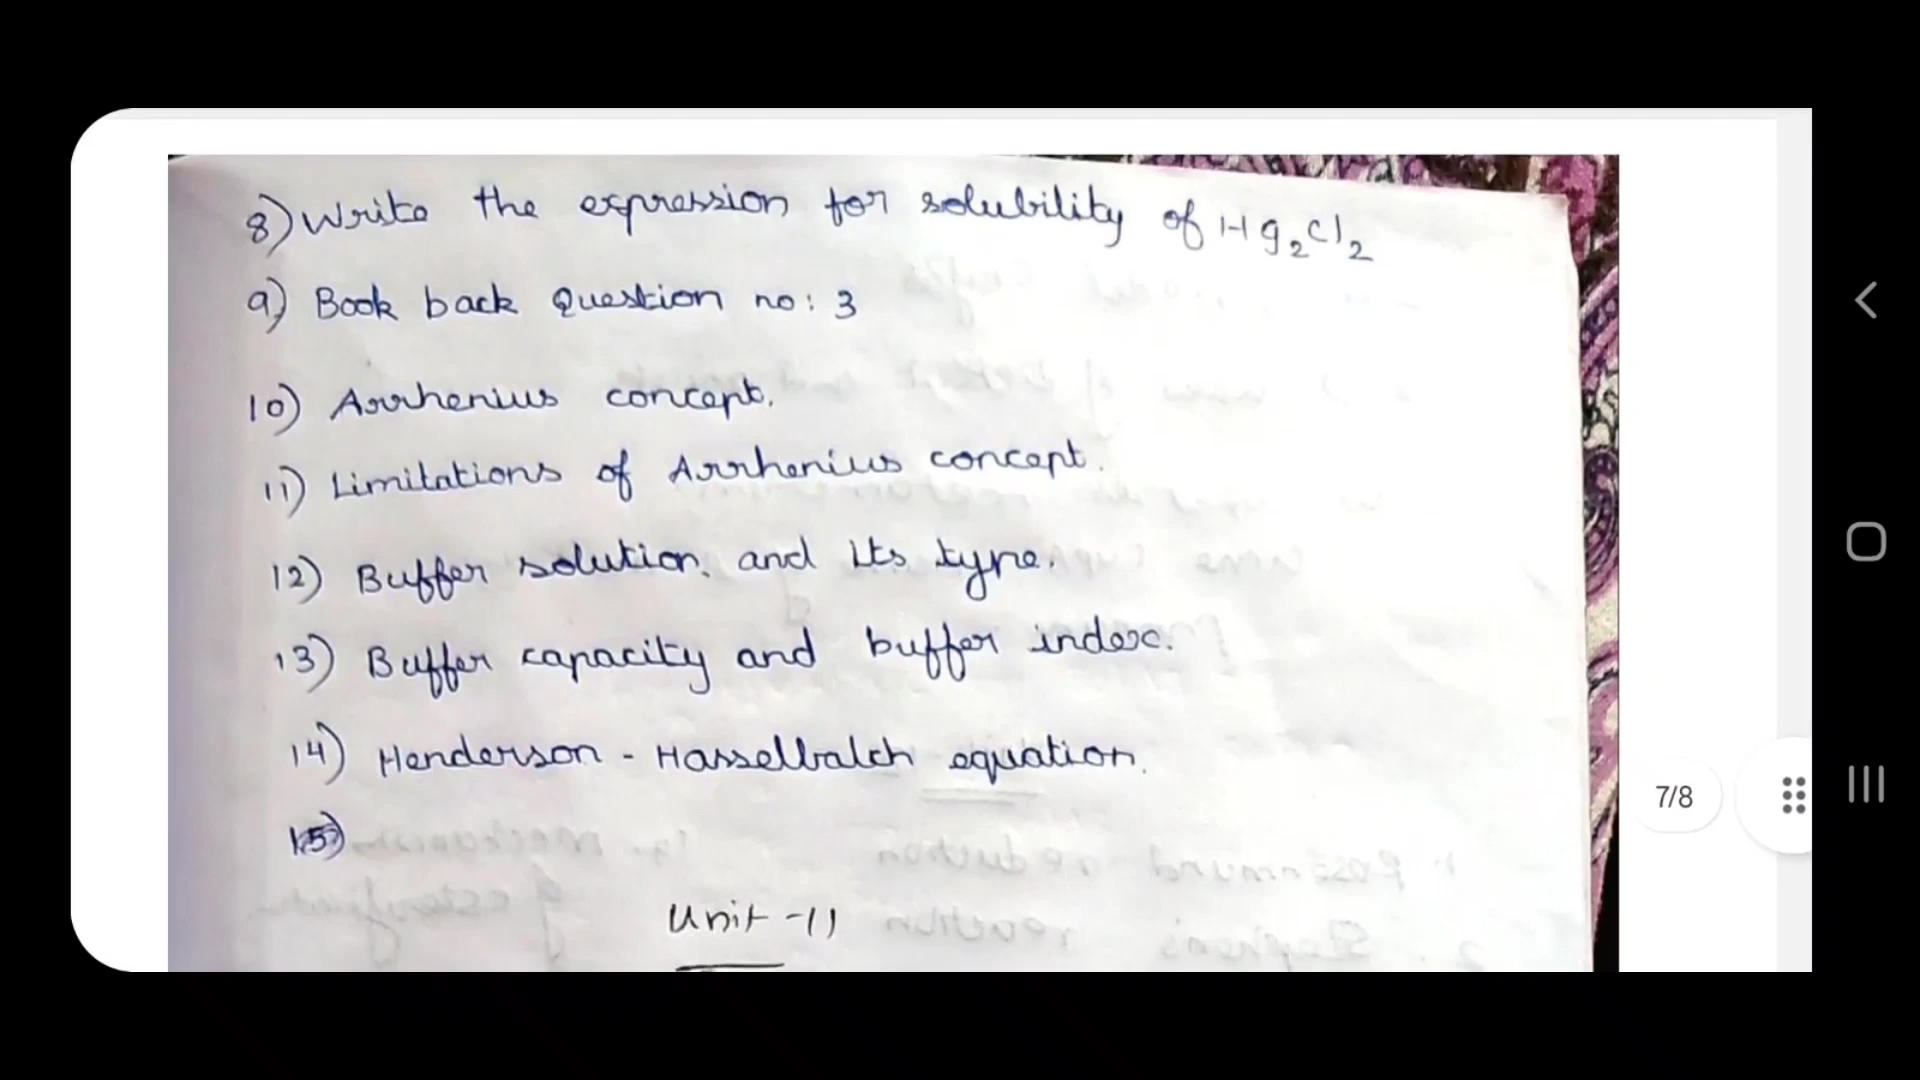 8) Write the expression for solubility of Hg2Cl2
9) Book back Question no: 3
10) Arrhenius concept.
11) Limitations of Arrhenius concept.
12) Buffer solution. and its type.
13) Buffer capacity and buffer index.
14) Henderson - Hasselbalch equation.
15)
Unit - 11
7/8